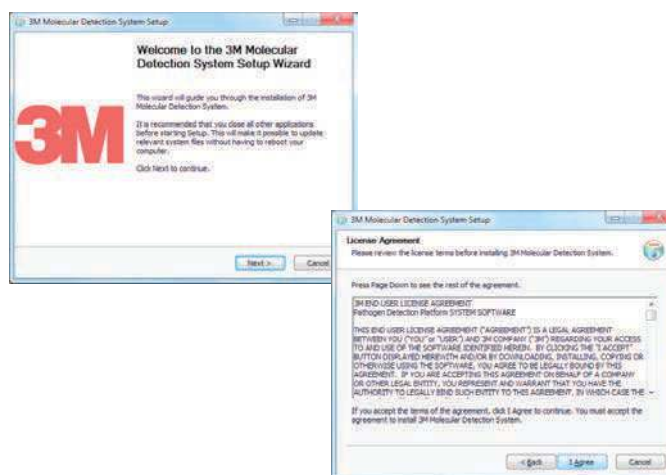 3M Molecular Detection System Setup
Welcome to the 3M Molecular
Detection System Setup Wizard
This wizard will guide you through the installation of 3M
Molecular Detection System.
It is recommended that you close all other applications
before starting Setup. This will make it possible to update
relevant system files without having to reboot your
computer.
Click Next to continue.
3M
Next >
Cancel
3M Molecular Detection System Setup
License Agreement
Please review the license terms before installing 3M Molecular Detection System.
Press Page Down to see the rest of the agreement.
3M END USER LICENSE AGREEMENT
Pathogen Detection Platform SYSTEM SOFTWARE
THIS END USER LICENSE AGREEMENT ("AGREEMENT") IS A LEGAL AGREEMENT
BETWEEN YOU ("YOU" or "USER") AND 3M COMPANY ("3M") REGARDING YOUR ACCESS
TO AND USE OF THE SOFTWARE IDENTIFIED HEREIN. BY CLICKING THE "I ACCEPT"
BUTTON DISPLAYED HEREWITH AND/OR BY DOWNLOADING, INSTALLING, COPYING OR
OTHERWISE USING THE SOFTWARE, YOU AGREE TO BE LEGALLY BOUND BY THIS
AGREEMENT. IF YOU ARE ACCEPTING THIS AGREEMENT ON BEHALF OF A COMPANY
OR OTHER LEGAL ENTITY, YOU REPRESENT AND WARRANT THAT YOU HAVE THE
AUTHORITY TO LEGALLY BIND SUCH ENTITY TO THIS AGREEMENT, IN WHICH CASE THE
If you accept the terms of the agreement, click I Agree to continue. You must accept the
agreement to install 3M Molecular Detection System.
< Back
I Agree
Cancel